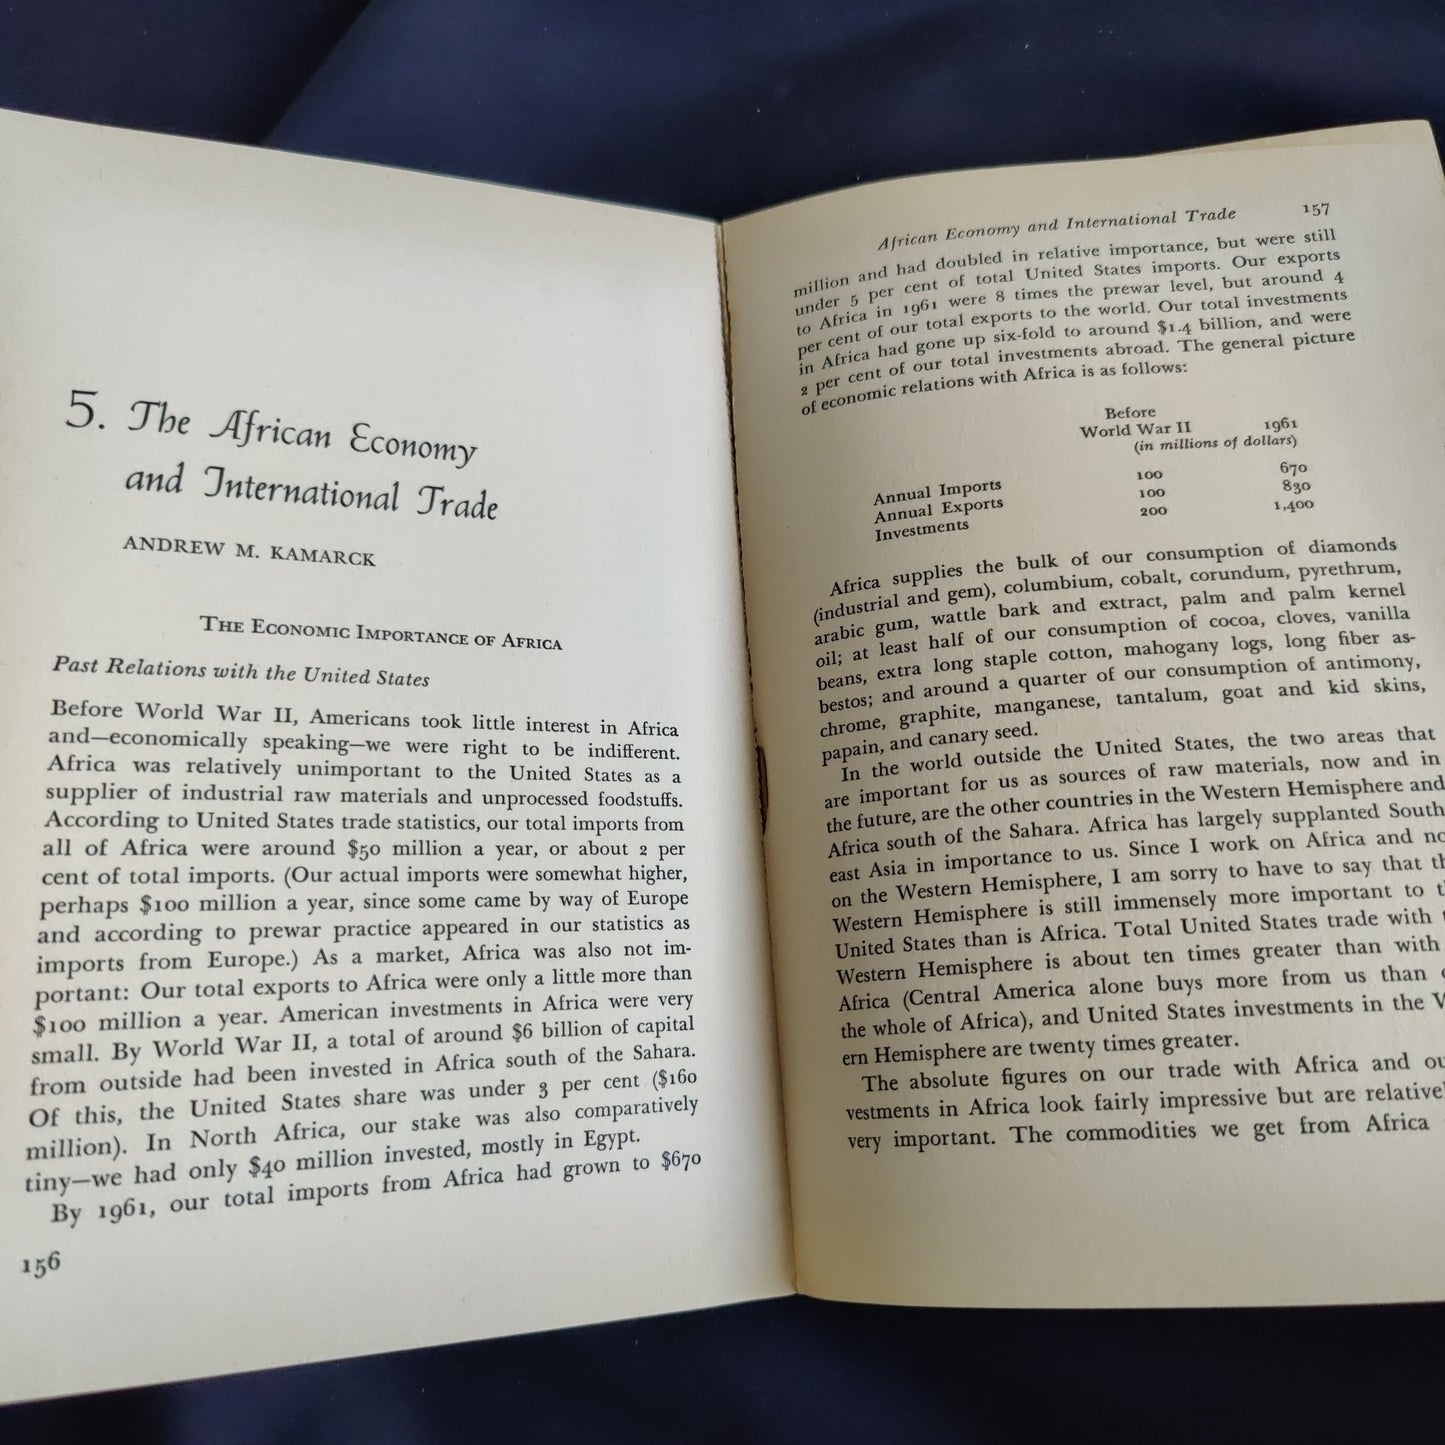 5. The African Economy
and International Trade
ANDREW M. KAMARCK
THE ECONOMIC IMPORTANCE OF AFRICA
Past Relations with the United States
Before World War II, Americans took little interest in Africa
and—economically speaking—we were right to be indifferent.
Africa was relatively unimportant to the United States as a
supplier of industrial raw materials and unprocessed foodstuffs.
According to United States trade statistics, our total imports from
all of Africa were around $50 million a year, or about 2 per
cent of total imports. (Our actual imports were somewhat higher,
perhaps $100 million a year, since some came by way of Europe
and according to prewar practice appeared in our statistics as
imports from Europe.) As a market, Africa was also not im-
portant: Our total exports to Africa were only a little more than
$100 million a year. American investments in Africa were very
small. By World War II, a total of around $6 billion of capital
from outside had been invested in Africa south of the Sahara.
Of this, the United States share was under 3 per cent ($160
million). In North Africa, our stake was also comparatively
tiny—we had only $40 million invested, mostly in Egypt.
By 1961, our total imports from Africa had grown to $670
156
African Economy and International Trade 157
million and had doubled in relative importance, but were still
under 5 per cent of total United States imports. Our exports
to Africa in 1961 were 8 times the prewar level, but around 4
per cent of our total exports to the world. Our total investments
in Africa had gone up six-fold to around $1.4 billion, and were
2 per cent of our total investments abroad. The general picture
of economic relations with Africa is as follows:
Before
World War II 1961
(in millions of dollars)
Annual Imports 100 670
Annual Exports 100 830
Investments 200 1,400
Africa supplies the bulk of our consumption of diamonds
(industrial and gem), columbium, cobalt, corundum, pyrethrum,
arabic gum, wattle bark and extract, palm and palm kernel
oil; at least half of our consumption of cocoa, cloves, vanilla
beans, extra long staple cotton, mahogany logs, long fiber as-
bestos; and around a quarter of our consumption of antimony,
chrome, graphite, manganese, tantalum, goat and kid skins,
papain, and canary seed.
In the world outside the United States, the two areas that
are important for us as sources of raw materials, now and in
the future, are the other countries in the Western Hemisphere and
Africa south of the Sahara. Africa has largely supplanted South
east Asia in importance to us. Since I work on Africa and no
on the Western Hemisphere, I am sorry to have to say that th
Western Hemisphere is still immensely more important to t
United States than is Africa. Total United States trade with
Western Hemisphere is about ten times greater than with
Africa (Central America alone buys more from us than
the whole of Africa), and United States investments in the W
ern Hemisphere are twenty times greater.
The absolute figures on our trade with Africa and ou
vestments in Africa look fairly impressive but are relative
very important. The commodities we get from Africa